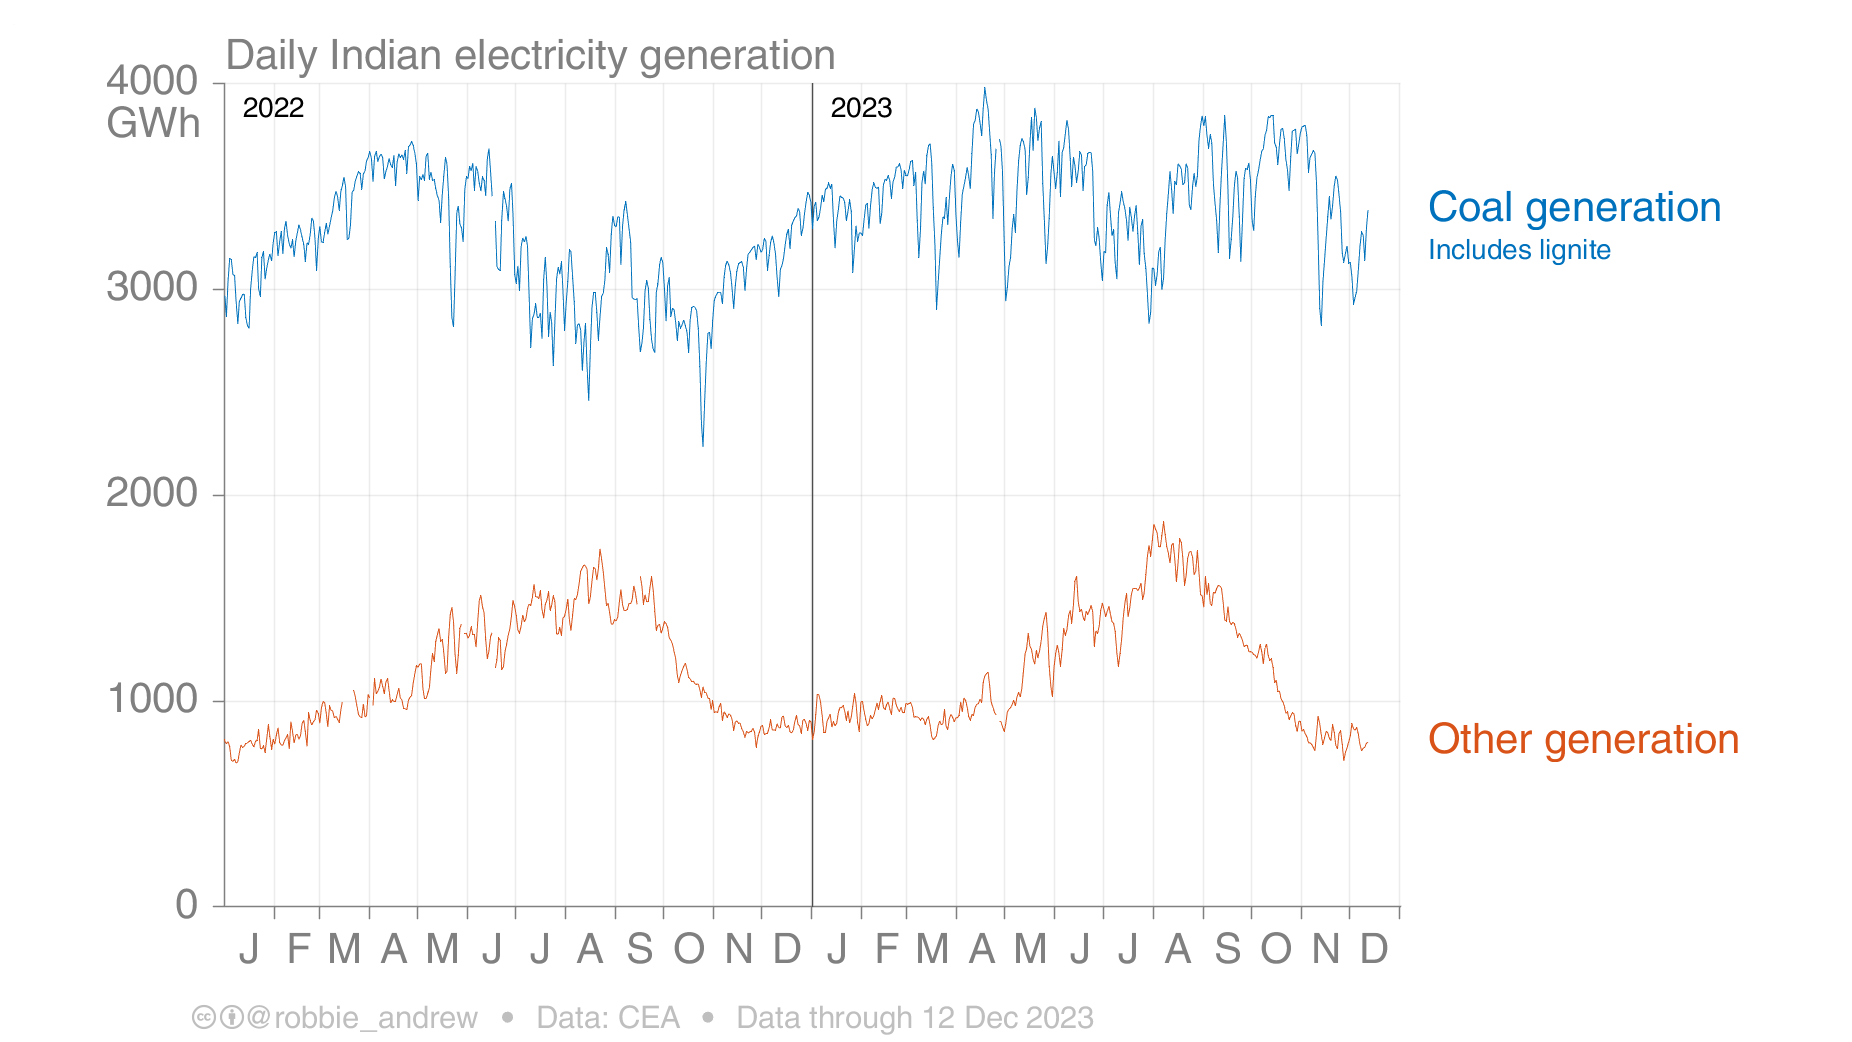 Daily Indian electricity generation
4000
GWh
2022
2023
3000
2000
1000
0
Coal generation
Includes lignite
Other generation
J F M A M J J A S O N D J F M A M J J A S O N D
@robbie_andrew • Data: CEA • Data through 12 Dec 2023